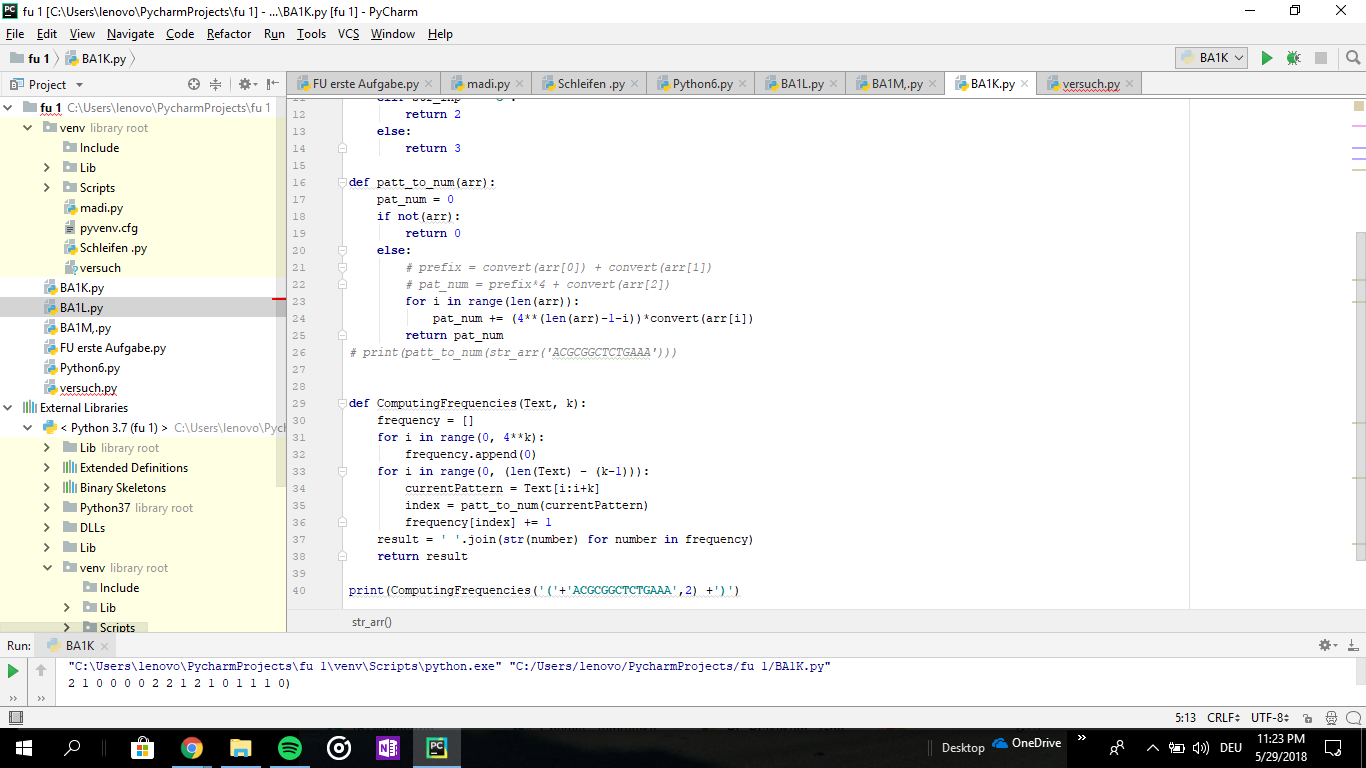 fu 1 [C:\Users\lenovo\PycharmProjects\fu 1] - ...\BA1K.py [fu 1] - PyCharm
File Edit View Navigate Code Refactor Run Tools VCS Window Help
fu 1 BA1K.py BA1K
Project
FU erste Aufgabe.py madi.py Schleifen .py Python6.py BA1L.py BA1M,.py BA1K.py versuch.py
fu 1 C:\Users\lenovo\PycharmProjects\fu 1
venv library root
Include
Lib
Scripts
madi.py
pyvenv.cfg
Schleifen .py
versuch
BA1K.py
BA1L.py
BA1M,.py
FU erste Aufgabe.py
Python6.py
versuch.py
External Libraries
< Python 3.7 (fu 1) > C:\Users\lenovo\Pych
Lib library root
Extended Definitions
Binary Skeletons
Python37 library root
DLLs
Lib
venv library root
Include
Lib
Scripts
12 return 2
13 else:
14 return 3
15
16 def patt_to_num(arr):
17 pat_num = 0
18 if not(arr):
19 return 0
20 else:
21 # prefix = convert(arr[0]) + convert(arr[1])
22 # pat_num = prefix*4 + convert(arr[2])
23 for i in range(len(arr)):
24 pat_num += (4**(len(arr)-1-i))*convert(arr[i])
25 return pat_num
26 # print(patt_to_num(str_arr('ACGCGGCTCTGAAA')))
27
28
29 def ComputingFrequencies(Text, k):
30 frequency = []
31 for i in range(0, 4**k):
32 frequency.append(0)
33 for i in range(0, (len(Text) - (k-1))):
34 currentPattern = Text[i:i+k]
35 index = patt_to_num(currentPattern)
36 frequency[index] += 1
37 result = ' '.join(str(number) for number in frequency)
38 return result
39
40 print(ComputingFrequencies('('+'ACGCGGCTCTGAAA',2) +')')
str_arr()
Run: BA1K
"C:\Users\lenovo\PycharmProjects\fu 1\venv\Scripts\python.exe" "C:/Users/lenovo/PycharmProjects/fu 1/BA1K.py"
2 1 0 0 0 0 2 2 1 2 1 0 1 1 1 0)
5:13 CRLF UTF-8
Desktop OneDrive DEU 11:23 PM
5/29/2018